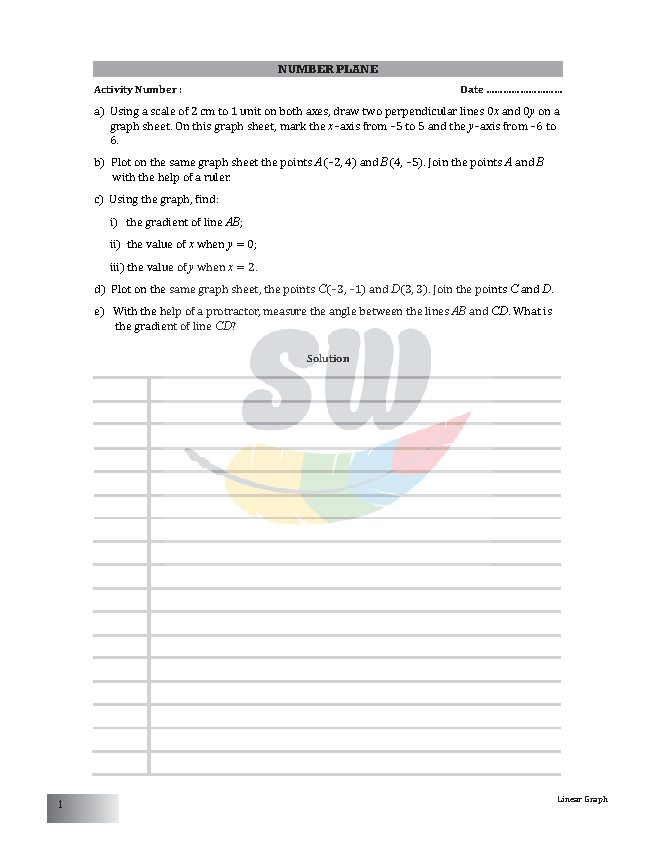 NUMBER PLANE
Activity Number : Date ...........................
a) Using a scale of 2 cm to 1 unit on both axes, draw two perpendicular lines 0x and 0y on a
graph sheet. On this graph sheet, mark the x–axis from –5 to 5 and the y–axis from –6 to
6.
b) Plot on the same graph sheet the points A(–2, 4) and B(4, –5). Join the points A and B
with the help of a ruler.
c) Using the graph, find:
i) the gradient of line AB;
ii) the value of x when y = 0;
iii) the value of y when x = 2.
d) Plot on the same graph sheet, the points C(–3, –1) and D(3, 3). Join the points C and D.
e) With the help of a protractor, measure the angle between the lines AB and CD. What is
the gradient of line CD?
sw
Solution
1
Linear Graph